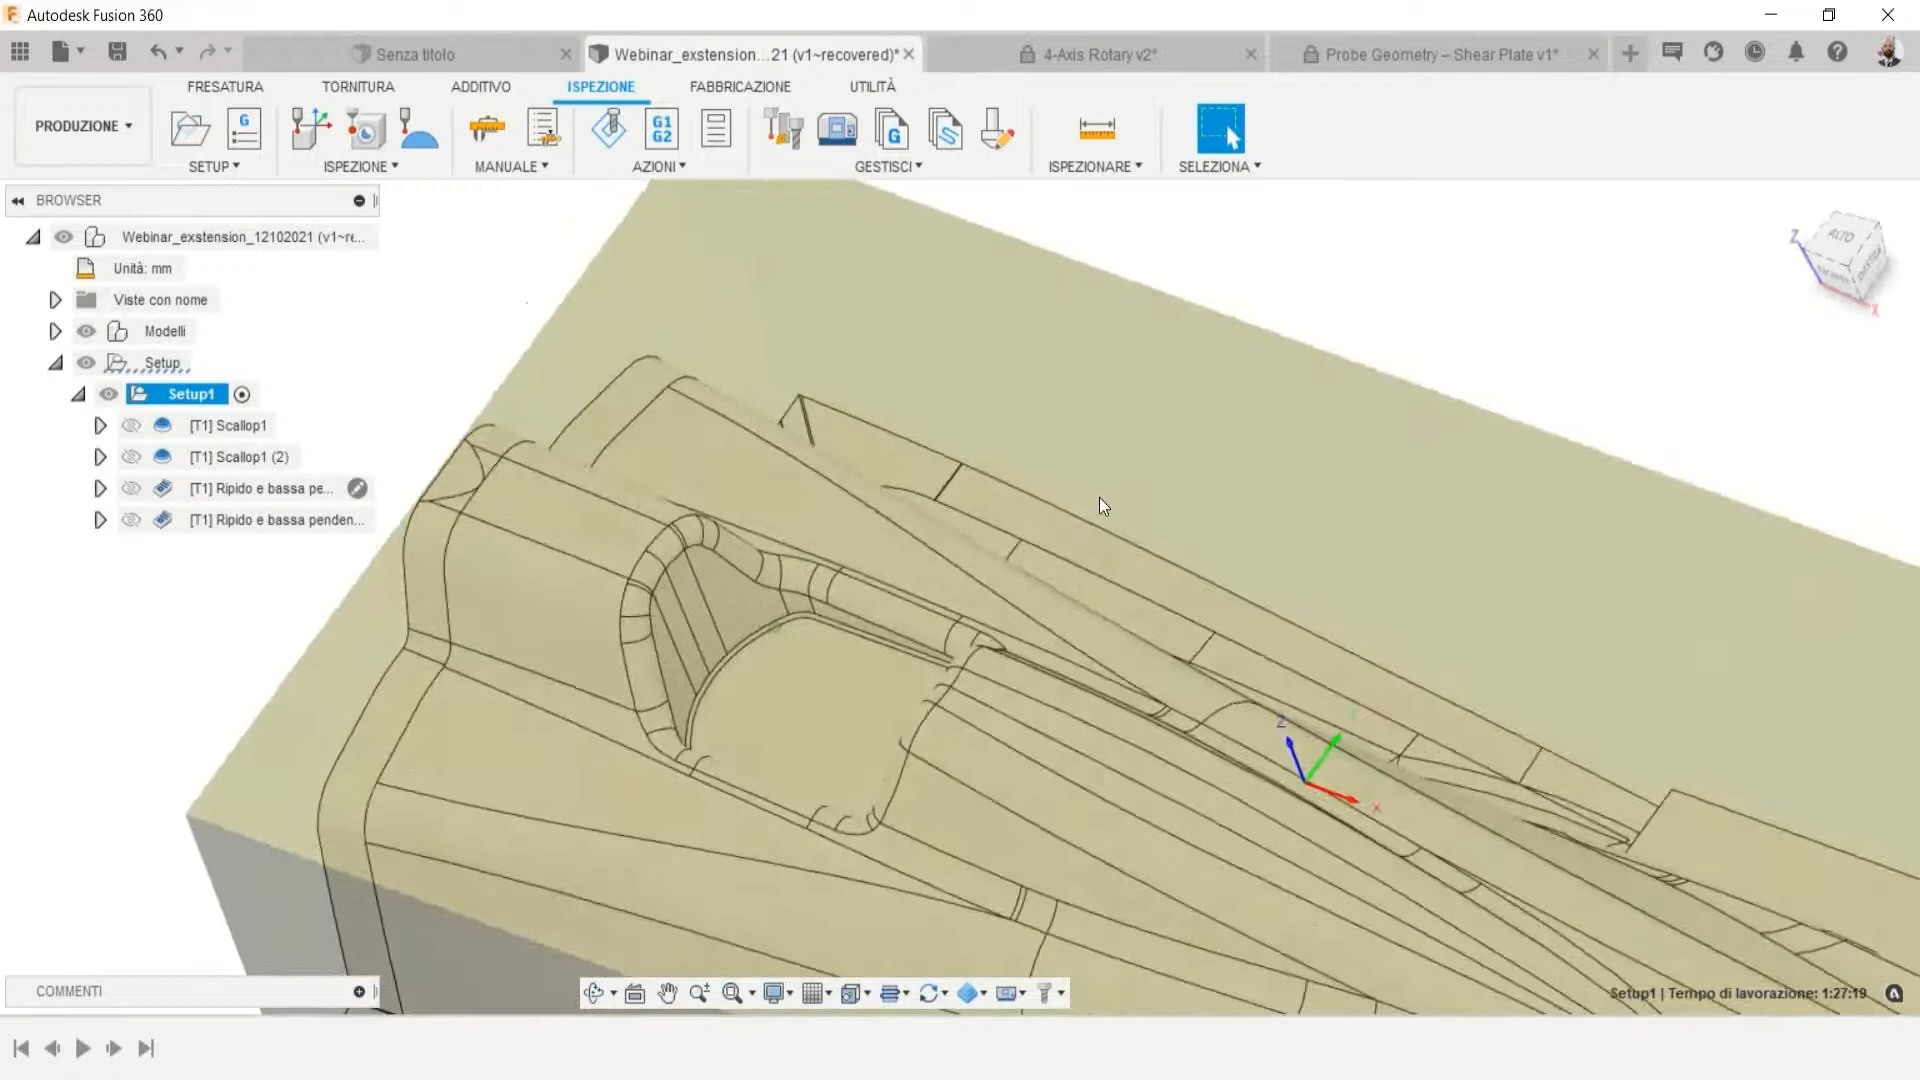 Autodesk Fusion 360
Senza titolo
Webinar_exstension...21 (v1~recovered)*
4-Axis Rotary v2*
Probe Geometry – Shear Plate v1*
FRESATURA
TORNITURA
ADDITIVO
ISPEZIONE
FABBRICAZIONE
UTILITÀ
PRODUZIONE
G
G1
G2
G
SETUP
ISPEZIONE
MANUALE
AZIONI
GESTISCI
ISPEZIONARE
SELEZIONA
BROWSER
Webinar_exstension_12102021 (v1~re...
Unità: mm
Viste con nome
Modelli
Setup
Setup1
[T1] Scallop1
[T1] Scallop1 (2)
[T1] Ripido e bassa pe...
[T1] Ripido e bassa penden...
ALTO
Z
X
Z
X
COMMENTI
Setup1 | Tempo di lavorazione: 1:27:19